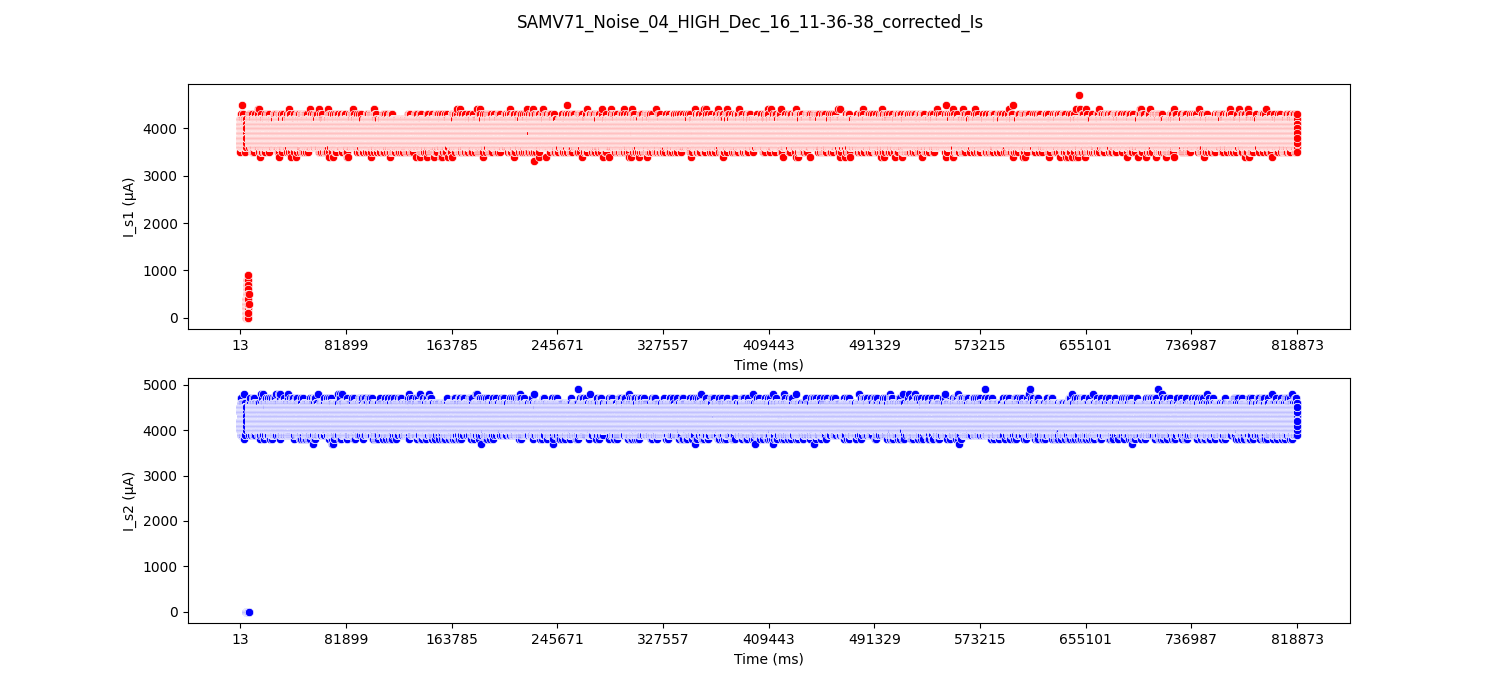 SAMV71_Noise_04_HIGH_Dec_16_11-36-38_corrected_Is
4000
3000
2000
1000
0
I_s1 (µA)
13 81899 163785 245671 327557 409443 491329 573215 655101 736987 818873
Time (ms)
5000
4000
3000
2000
1000
0
I_s2 (µA)
13 81899 163785 245671 327557 409443 491329 573215 655101 736987 818873
Time (ms)